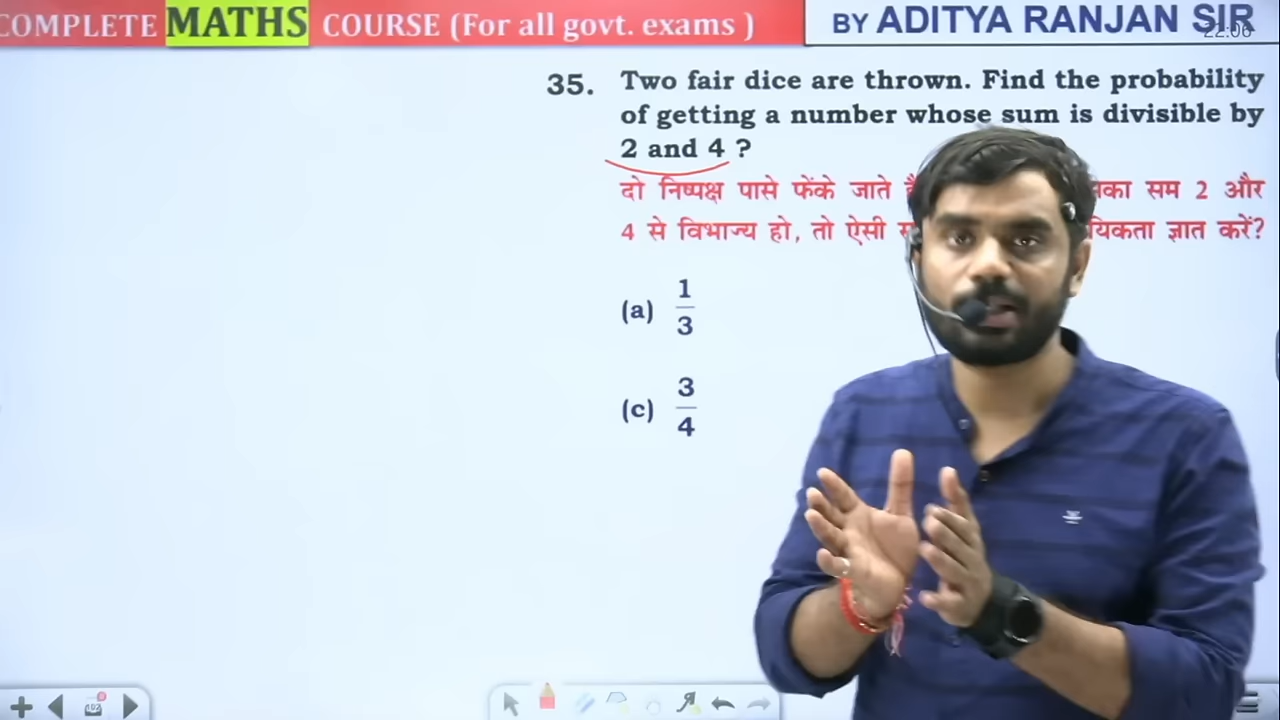 COMPLETE MATHS COURSE (For all govt. exams )
BY ADITYA RANJAN SIR
22:06
35. Two fair dice are thrown. Find the probability
of getting a number whose sum is divisible by
2 and 4 ?
दो निष्पक्ष पासे फेंके जाते सम 2 और
4 से विभाज्य हो, तो ऐसी ज्ञात करें?
(a) 1/3
(c) 3/4